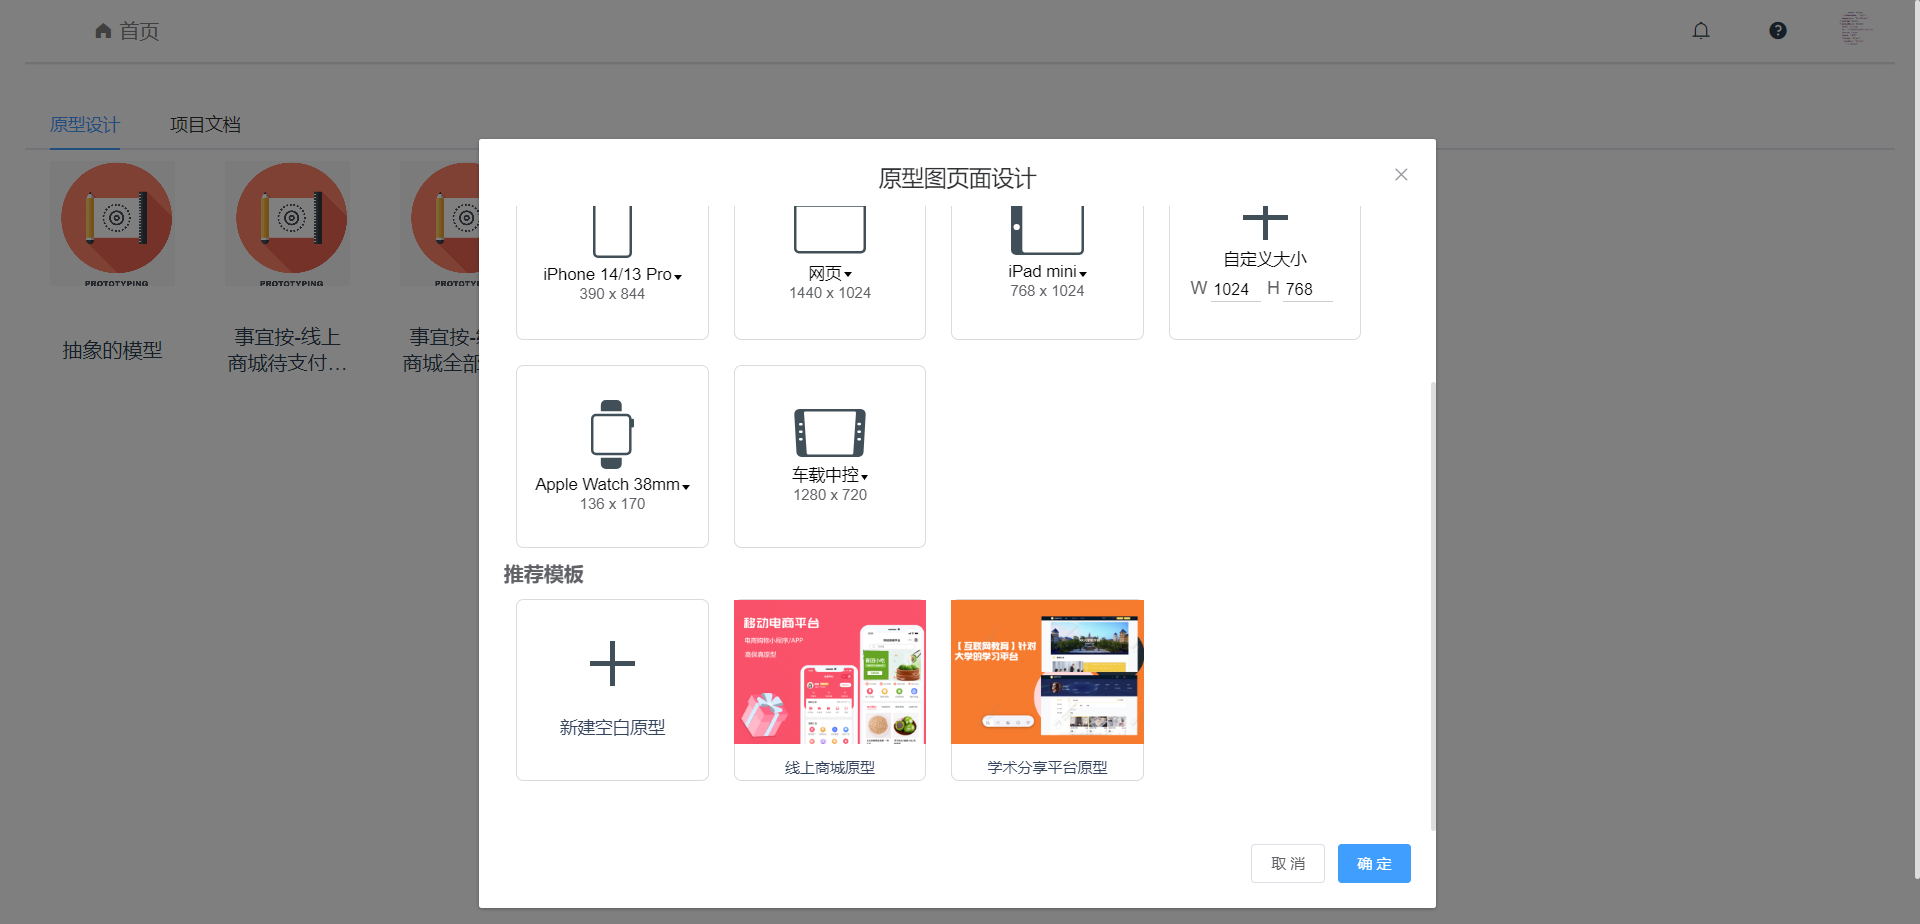 首页
原型设计
项目文档
PROTOTYPING
抽象的模型
PROTOTYPING
事宜按-线上
商城待支付…
PROTOTYPING
事宜按-
商城全部
原型图页面设计
iPhone 14/13 Pro
390 x 844
网页
1440 x 1024
iPad mini
768 x 1024
自定义大小
W 1024 H 768
Apple Watch 38mm
136 x 170
车载中控
1280 x 720
推荐模板
新建空白原型
移动电商平台
电商购物小程序/APP
高保真原型
线上商城原型
【互联网教育】针对
大学的学习平台
学术分享平台原型
取 消
确 定